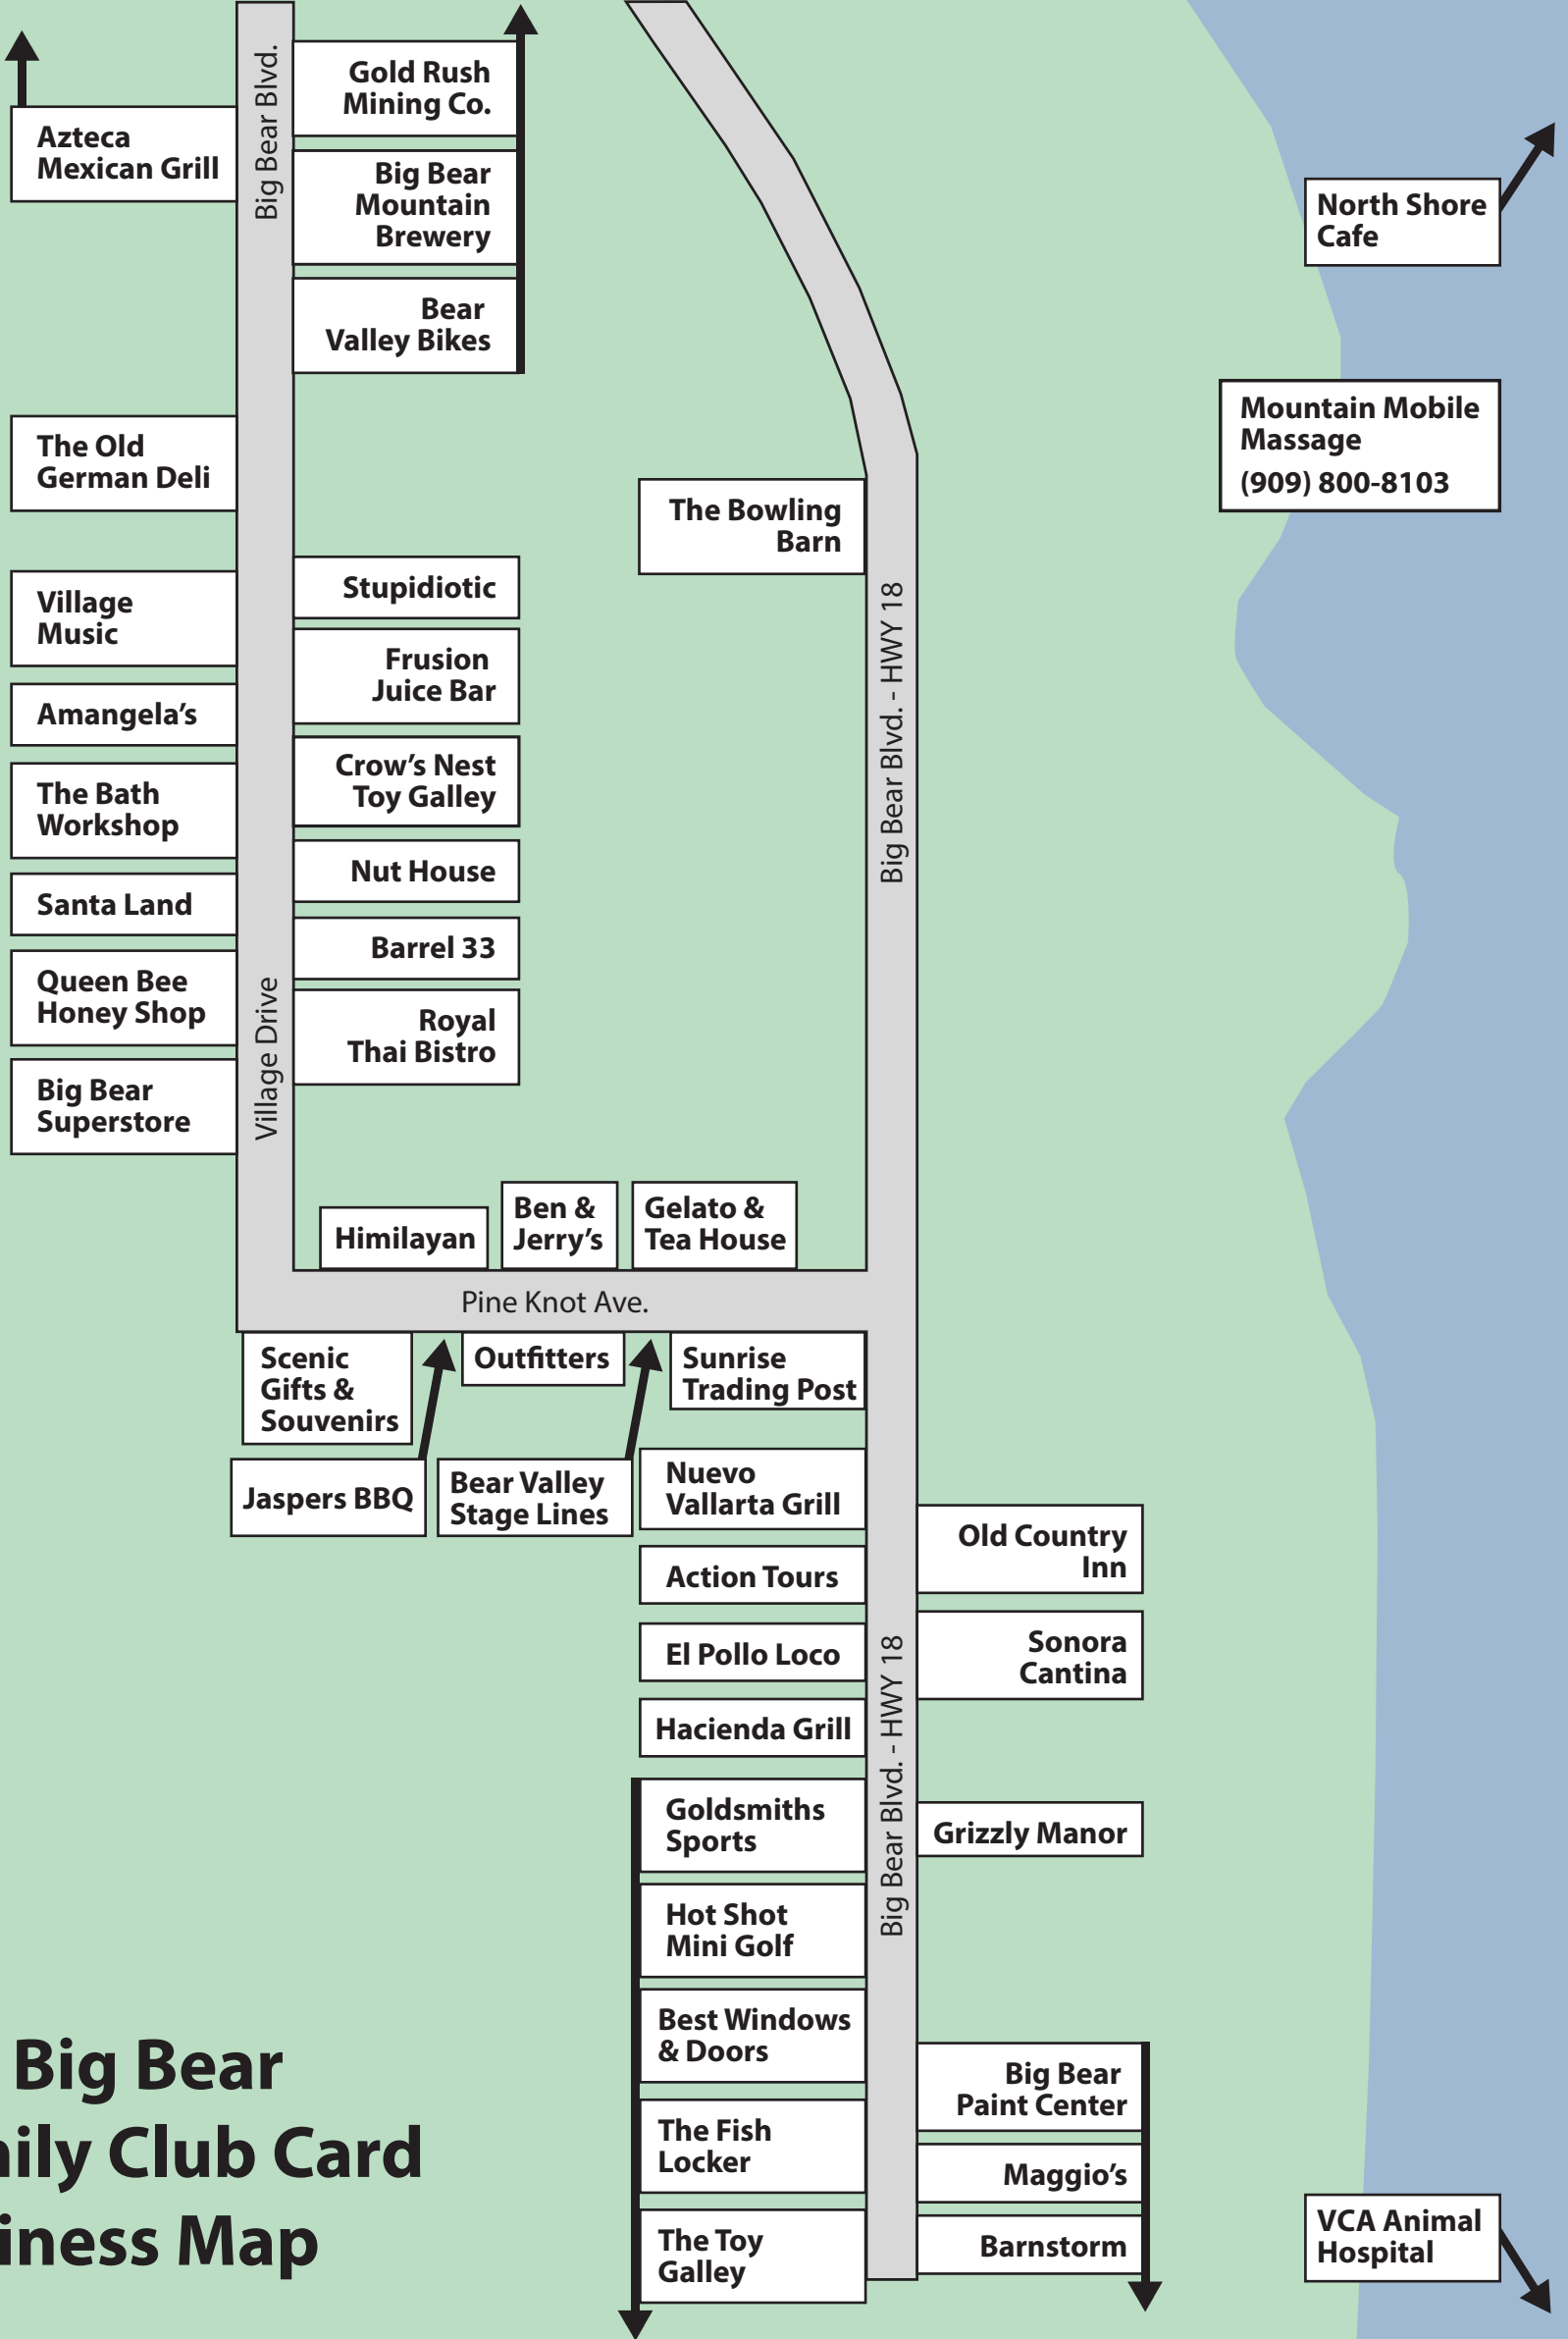 Big Bear Blvd.
Azteca
Mexican Grill
Gold Rush
Mining Co.
Big Bear
Mountain
Brewery
Bear
Valley Bikes
North Shore
Cafe
Mountain Mobile
Massage
(909) 800-8103
The Old
German Deli
The Bowling
Barn
Village
Music
Amangela’s
The Bath
Workshop
Santa Land
Queen Bee
Honey Shop
Big Bear
Superstore
Village Drive
Stupidiotic
Frusion
Juice Bar
Crow’s Nest
Toy Galley
Nut House
Barrel 33
Royal
Thai Bistro
Big Bear Blvd. - HWY 18
Himilayan
Ben &
Jerry’s
Gelato &
Tea House
Pine Knot Ave.
Scenic
Gifts &
Souvenirs
Outfitters
Sunrise
Trading Post
Jaspers BBQ
Bear Valley
Stage Lines
Nuevo
Vallarta Grill
Action Tours
El Pollo Loco
Hacienda Grill
Goldsmiths
Sports
Hot Shot
Mini Golf
Best Windows
& Doors
The Fish
Locker
The Toy
Galley
Big Bear Blvd. - HWY 18
Old Country
Inn
Sonora
Cantina
Grizzly Manor
Big Bear
Paint Center
Maggio’s
Barnstorm
VCA Animal
Hospital
Big Bear
Club Card
Map